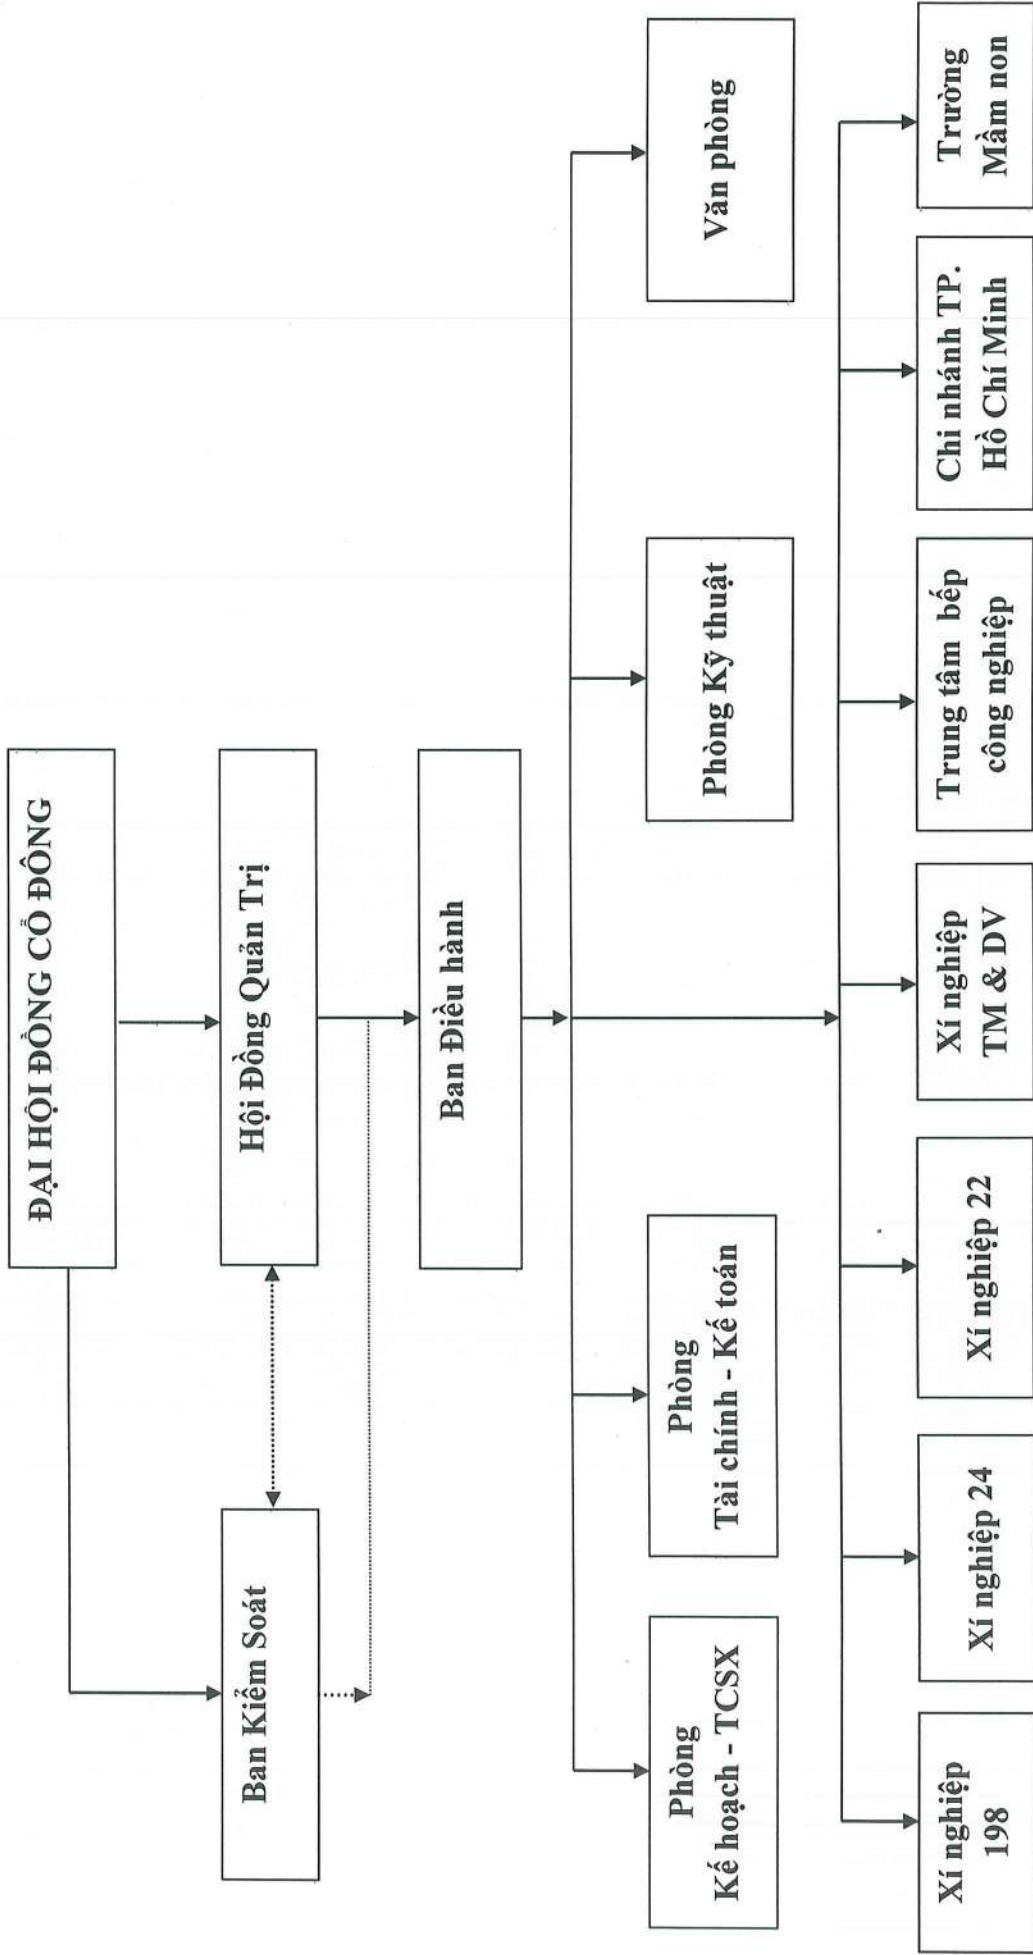 ĐẠI HỘI ĐỒNG CỔ ĐÔNG
Ban Kiểm Soát
Hội Đồng Quản Trị
Ban Điều hành
Phòng
Kế hoạch - TCSX
Phòng
Tài chính - Kế toán
Phòng Kỹ thuật
Văn phòng
Xí nghiệp
198
Xí nghiệp 24
Xí nghiệp 22
Xí nghiệp
TM & DV
Trung tâm bếp
công nghiệp
Chi nhánh TP.
Hồ Chí Minh
Trường
Mầm non